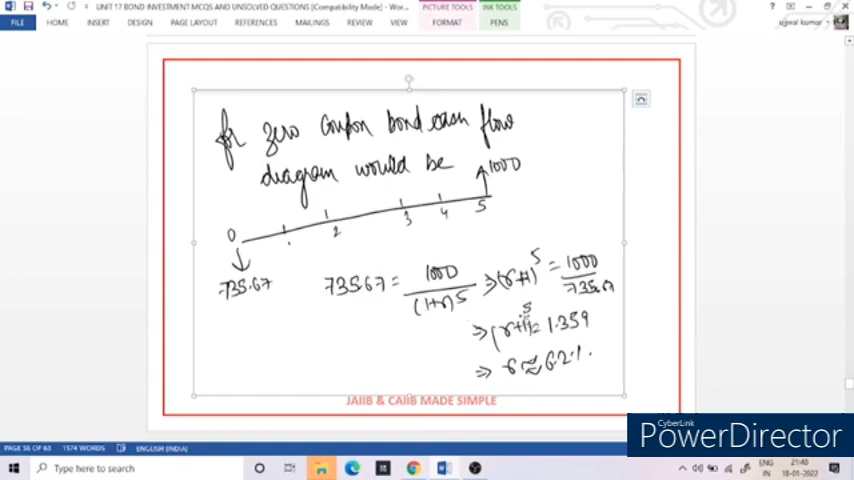 UNIT 17 BOND INVESTMENT MCQS AND UNSOLVED QUESTIONS [Compatibility Mode] - Wor...
PICTURE TOOLS
INK TOOLS
ujjwal kumar
FILE HOME INSERT DESIGN PAGE LAYOUT REFERENCES MAILINGS REVIEW VIEW FORMAT PENS
for zero coupon bond cash flow
diagram would be
1000
0 2 3 4 5
-735.67
735.67 = 1000/(1+r)^5 ⇒ (r+1)^5 = 1000/735.67
⇒ (r+1)^5 = 1.359
⇒ r ≈ 6.2%.
JAIIB & CAIIB MADE SIMPLE
CyberLink
PowerDirector
PAGE 56 OF 63 1574 WORDS ENGLISH (INDIA)
Type here to search
ENG
IN
21:40
18-01-2022